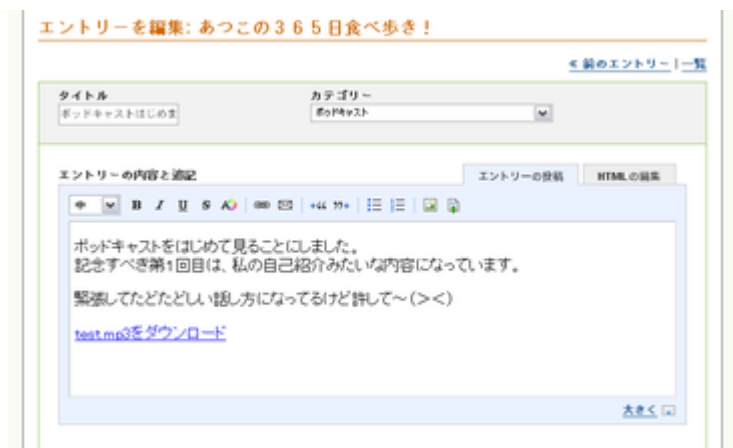 エントリーを編集: あつこの365日食べ歩き！
≪ 前のエントリー | 一覧
タイトル
カテゴリー
ポッドキャストはじめま
ポッドキャスト
エントリーの内容と追記
エントリーの投稿
HTMLの編集
中
B I U S
ポッドキャストをはじめて見ることにしました。
記念すべき第1回目は、私の自己紹介みたいな内容になっています。
緊張してたどたどしい話し方になってるけど許して～(＞＜)
test.mp3をダウンロード
大きく